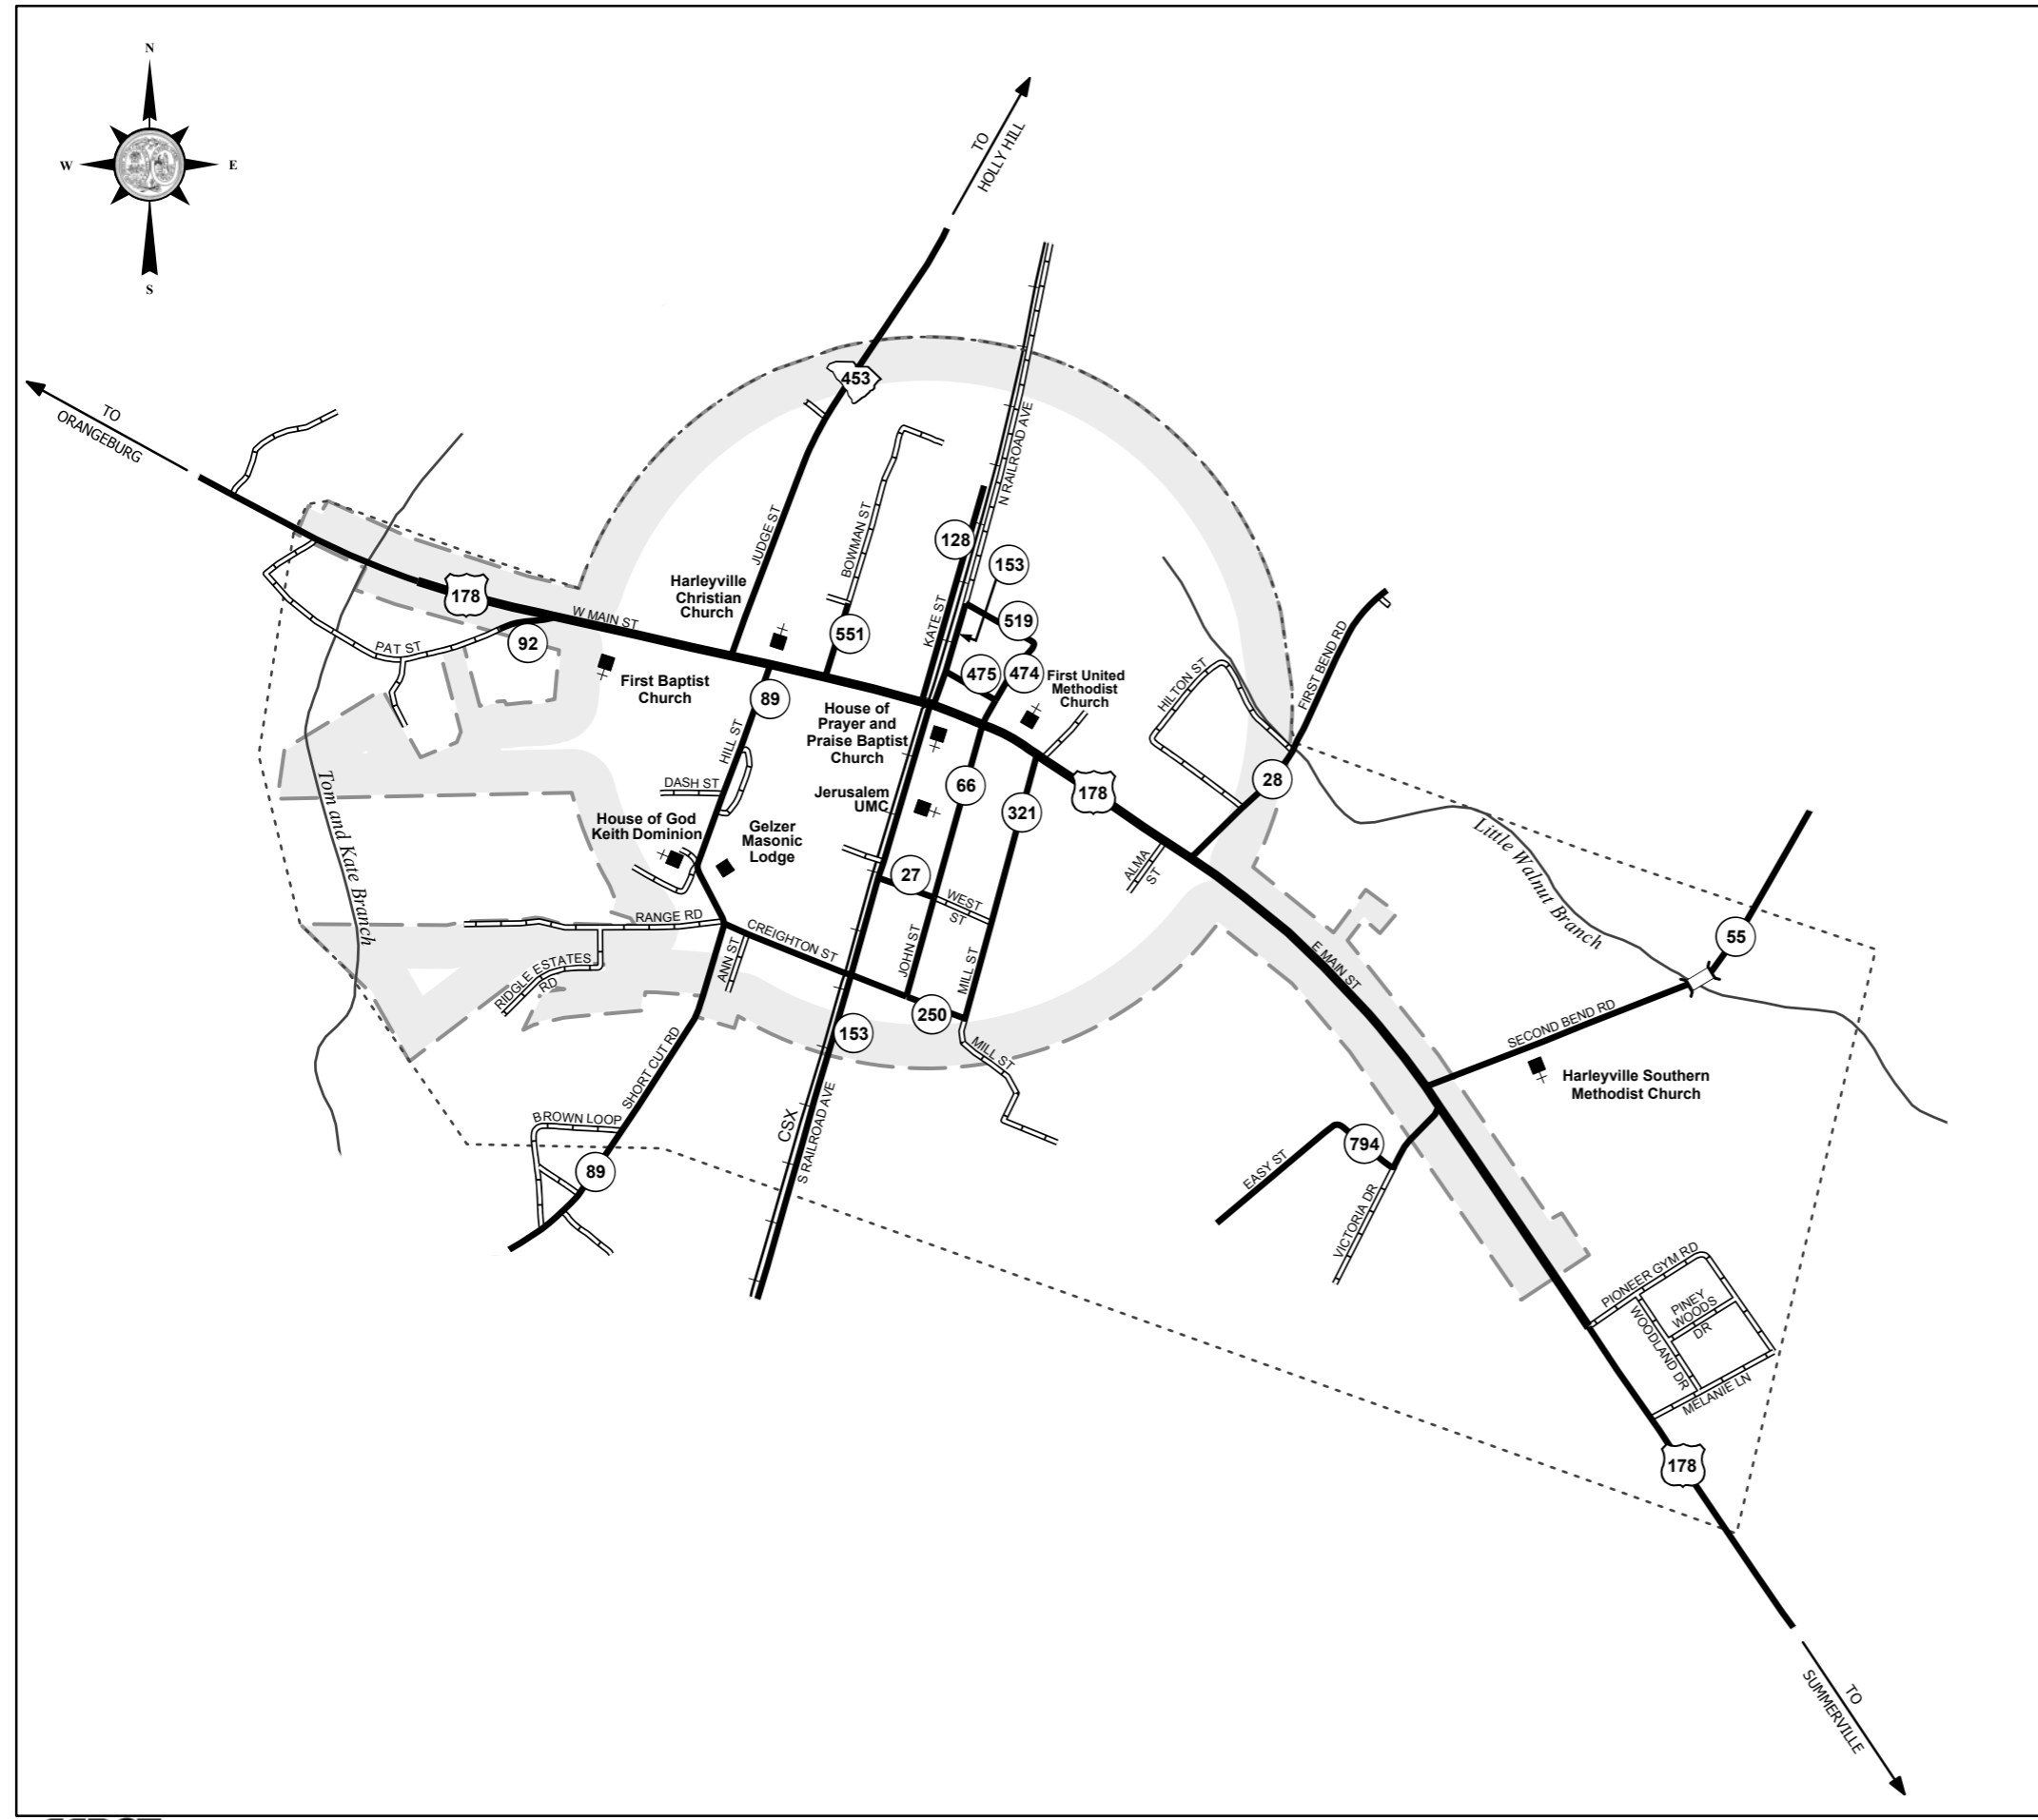 N
W
E
S
TO
HOLLY HILL
TO
ORANGEBURG
453
N RAILROAD AVE
JUDGE ST
BOWMAN ST
128
153
178
W MAIN ST
Harleyville
Christian
Church
KATE ST
519
551
PAT ST
92
475
474
First United
Methodist
Church
HILTON ST
FIRST BEND RD
First Baptist
Church
89
HILL ST
House of
Prayer and
Praise Baptist
Church
DASH ST
Jerusalem
UMC
66
321
178
28
Tom and Kate Branch
House of God
Keith Dominion
Gelzer
Masonic
Lodge
27
WEST
ST
ALMA
ST
Little Walnut Branch
RANGE RD
CREIGHTON ST
ANN ST
JOHN ST
MILL ST
E MAIN ST
55
RIDGLE ESTATES
RD
250
153
MILL ST
SECOND BEND RD
SHORT CUT RD
Harleyville Southern
Methodist Church
BROWN LOOP
CSX
S RAILROAD AVE
89
EASY ST
794
VICTORIA DR
PIONEER GYM RD
PINEY
WOODS
DR
WOODLAND DR
MELANIE LN
178
TO
SUMMERVILLE